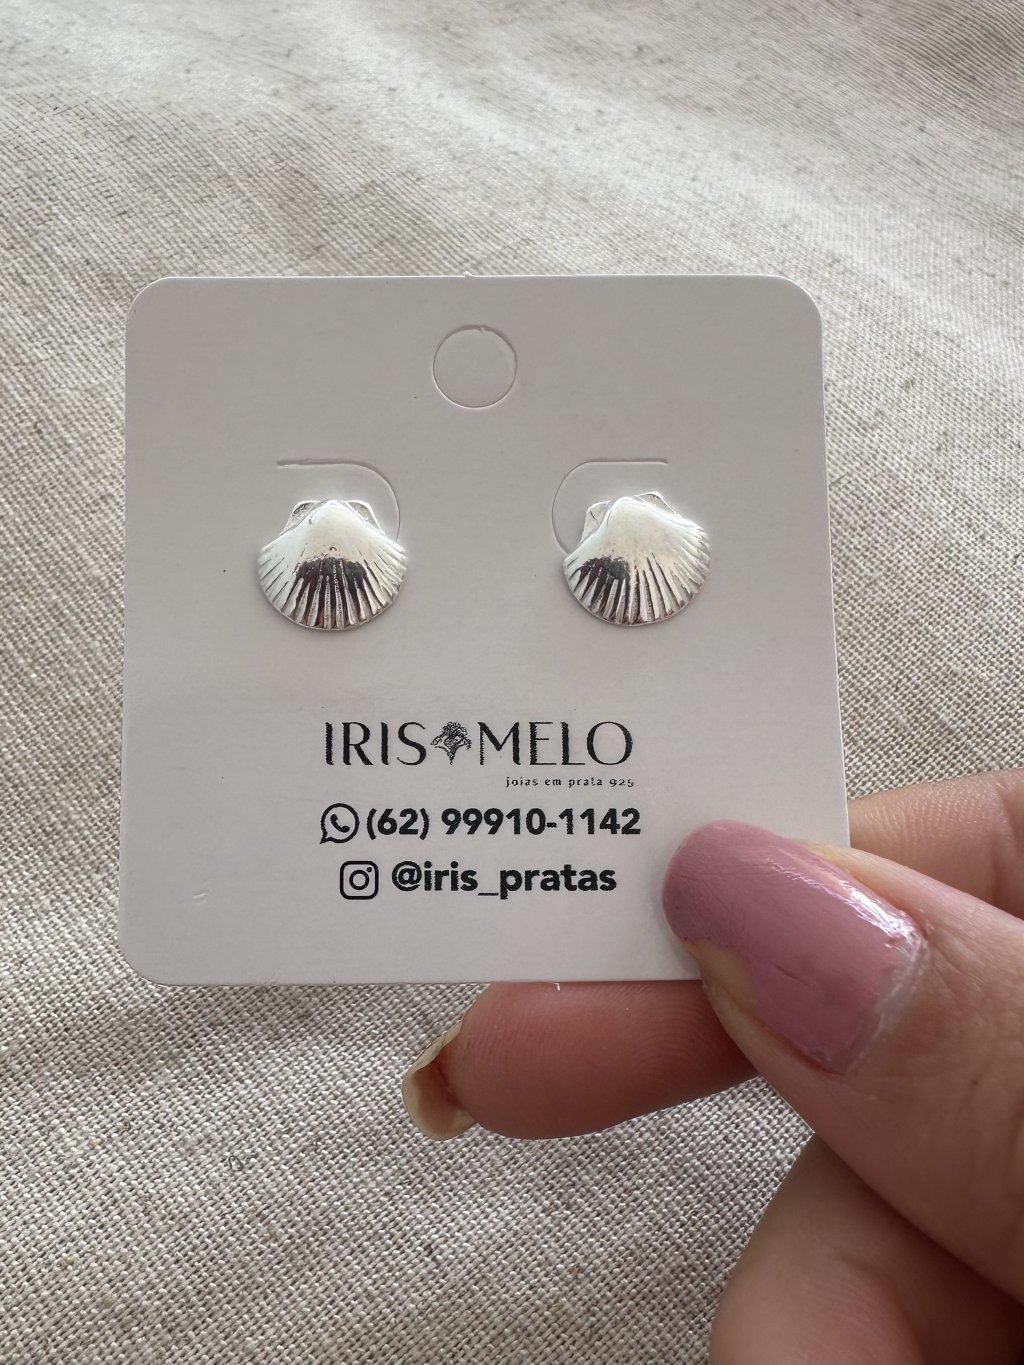 IRIS MELO
joias em prata 925
(62) 99910-1142
@iris_pratas